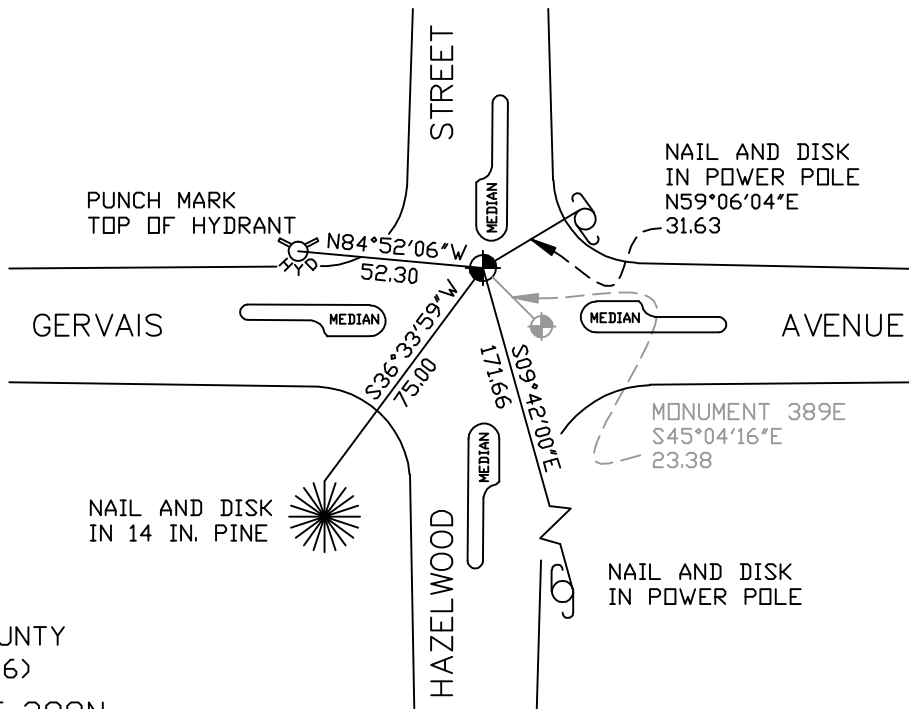 STREET
NAIL AND DISK
IN POWER POLE
N59°06'04"E
31.63
PUNCH MARK
TOP OF HYDRANT
MEDIAN
HYD
N84°52'06"W
52.30
GERVAIS
MEDIAN
MEDIAN
AVENUE
S36°33'59"W
75.00
S09°42'00"E
171.66
MONUMENT 389E
S45°04'16"E
23.38
MEDIAN
NAIL AND DISK
IN 14 IN. PINE
HAZELWOOD
NAIL AND DISK
IN POWER POLE
UNTY
6)